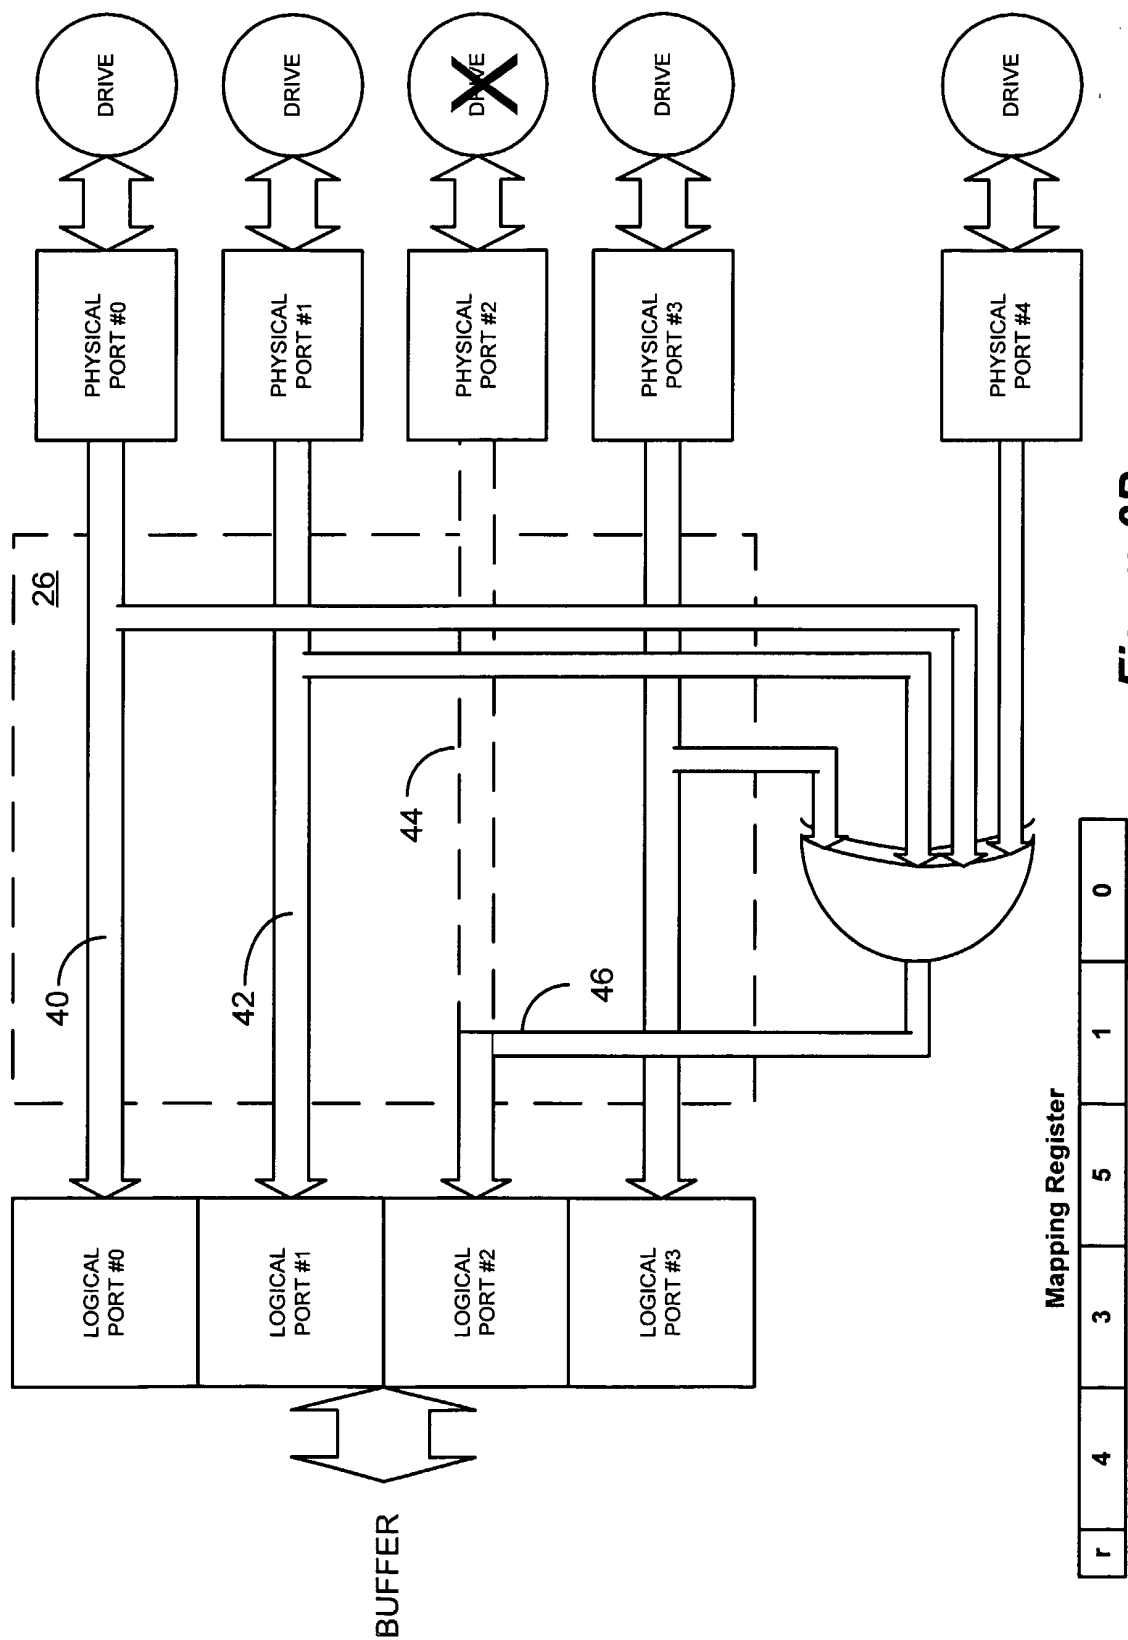 DRIVE
DRIVE
DRIVE
DRIVE
DRIVE
PHYSICAL
PORT #0
PHYSICAL
PORT #1
PHYSICAL
PORT #2
PHYSICAL
PORT #3
PHYSICAL
PORT #4
26
40
42
44
46
LOGICAL
PORT #0
LOGICAL
PORT #1
LOGICAL
PORT #2
LOGICAL
PORT #3
BUFFER
Mapping Register
r 4 3 5 1 0